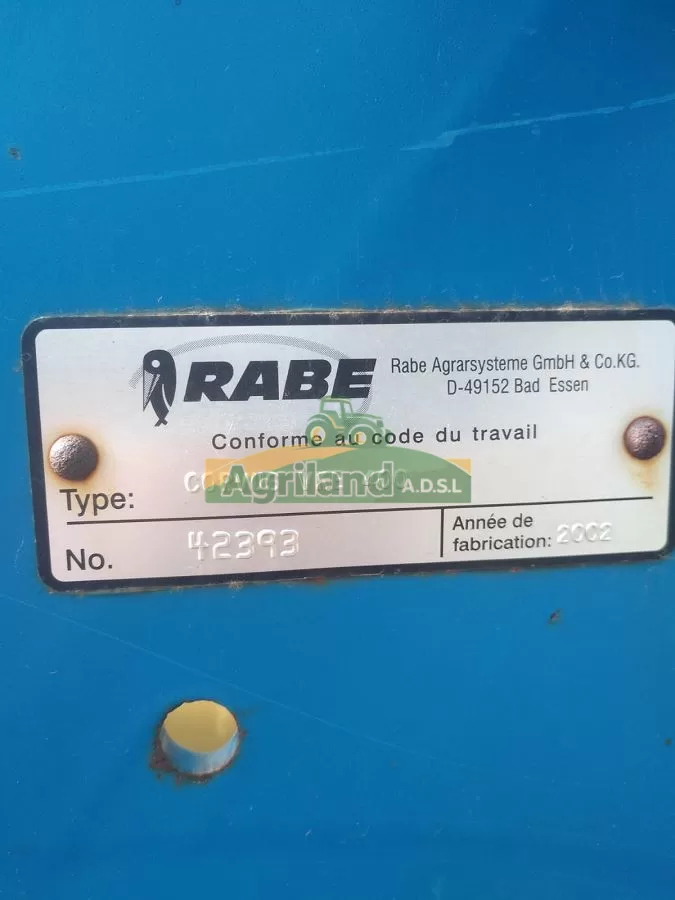 RABE
Rabe Agrarsysteme GmbH & Co.KG.
D-49152 Bad Essen
Conforme au code du travail
Agriland A.D.S.L
Type:
No. 42393
Année de
fabrication: 2002